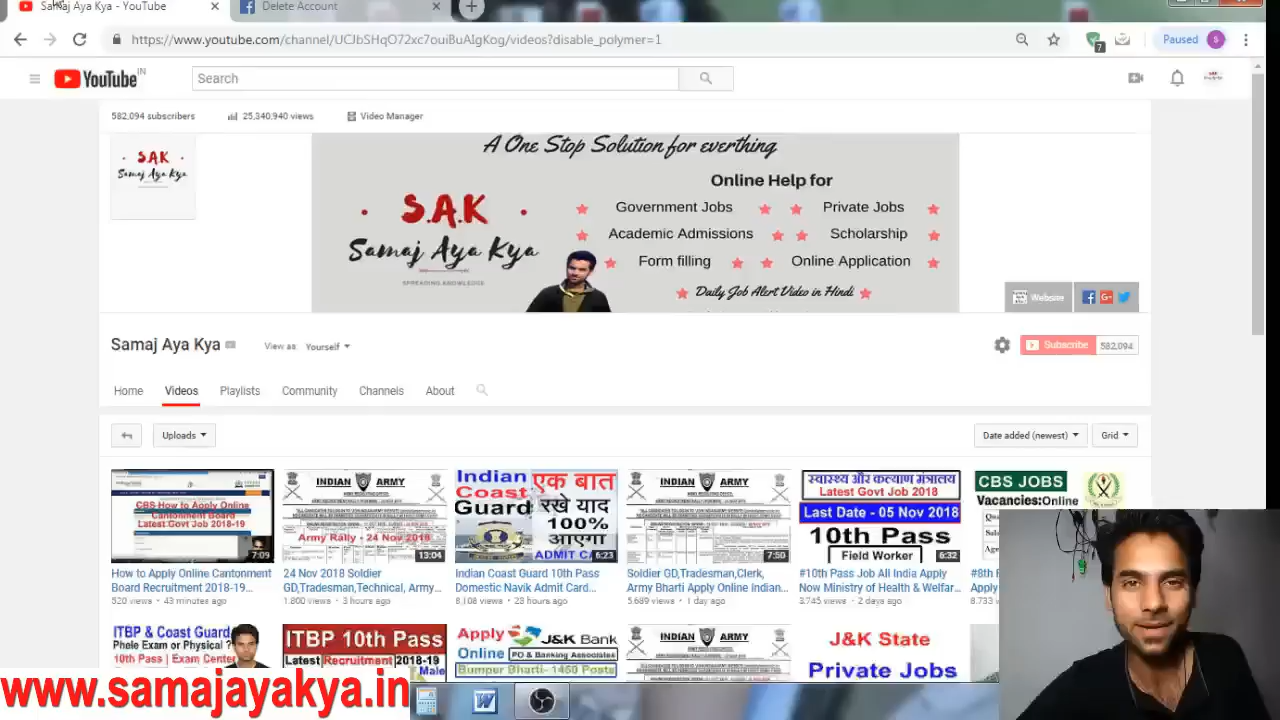 Samaj Aya Kya - YouTube
Delete Account
https://www.youtube.com/channel/UCJbSHqO72xc7ouiBuAIgKog/videos?disable_polymer=1
7
Paused
S
YouTube IN
Search
582,094 subscribers
25,340,940 views
Video Manager
S.A.K
Samaj Aya Kya
A One Stop Solution for everthing
Online Help for
Government Jobs
Private Jobs
Academic Admissions
Scholarship
Form filling
Online Application
Daily Job Alert Video in Hindi
S.A.K
Samaj Aya Kya
SPREADING KNOWLEDGE
Website
Samaj Aya Kya
View as:
Yourself
Subscribe
582,094
Home
Videos
Playlists
Community
Channels
About
Uploads
Date added (newest)
Grid
CBS How to Apply Online
Cantonment Board
Latest Govt Job 2018-19
7:09
INDIAN ARMY
Army Rally - 24 Nov 2018
13:04
Indian
Coast
Guard
एक बात
रखे याद
100%
आएगा
ADMIT CA
6:23
INDIAN ARMY
7:50
स्वास्थ्य और कल्याण मंत्रालय
Latest Govt Job 2018
Last Date - 05 Nov 2018
10th Pass
Field Worker
6:32
CBS JOBS
Vacancies:Online
How to Apply Online Cantonment
Board Recruitment 2018-19...
520 views • 43 minutes ago
24 Nov 2018 Soldier
GD,Tradesman,Technical, Army...
1,800 views • 3 hours ago
Indian Coast Guard 10th Pass
Domestic Navik Admit Card...
8,108 views • 23 hours ago
Soldier GD,Tradesman,Clerk,
Army Bharti Apply Online Indian...
5,689 views • 1 day ago
#10th Pass Job All India Apply
Now Ministry of Health & Welfar...
3,745 views • 2 days ago
#8th
Apply
8,733
ITBP & Coast Guard
Phele Exam or Physical ?
10th Pass | Exam Center
ITBP 10th Pass
Latest Recruitment 2018-19
Male
Apply
Online
J&K Bank
PO & Banking Associate
Bumper Bharti- 1450 Posts
INDIAN ARMY
J&K State
Private Jobs
www.samajayakya.in